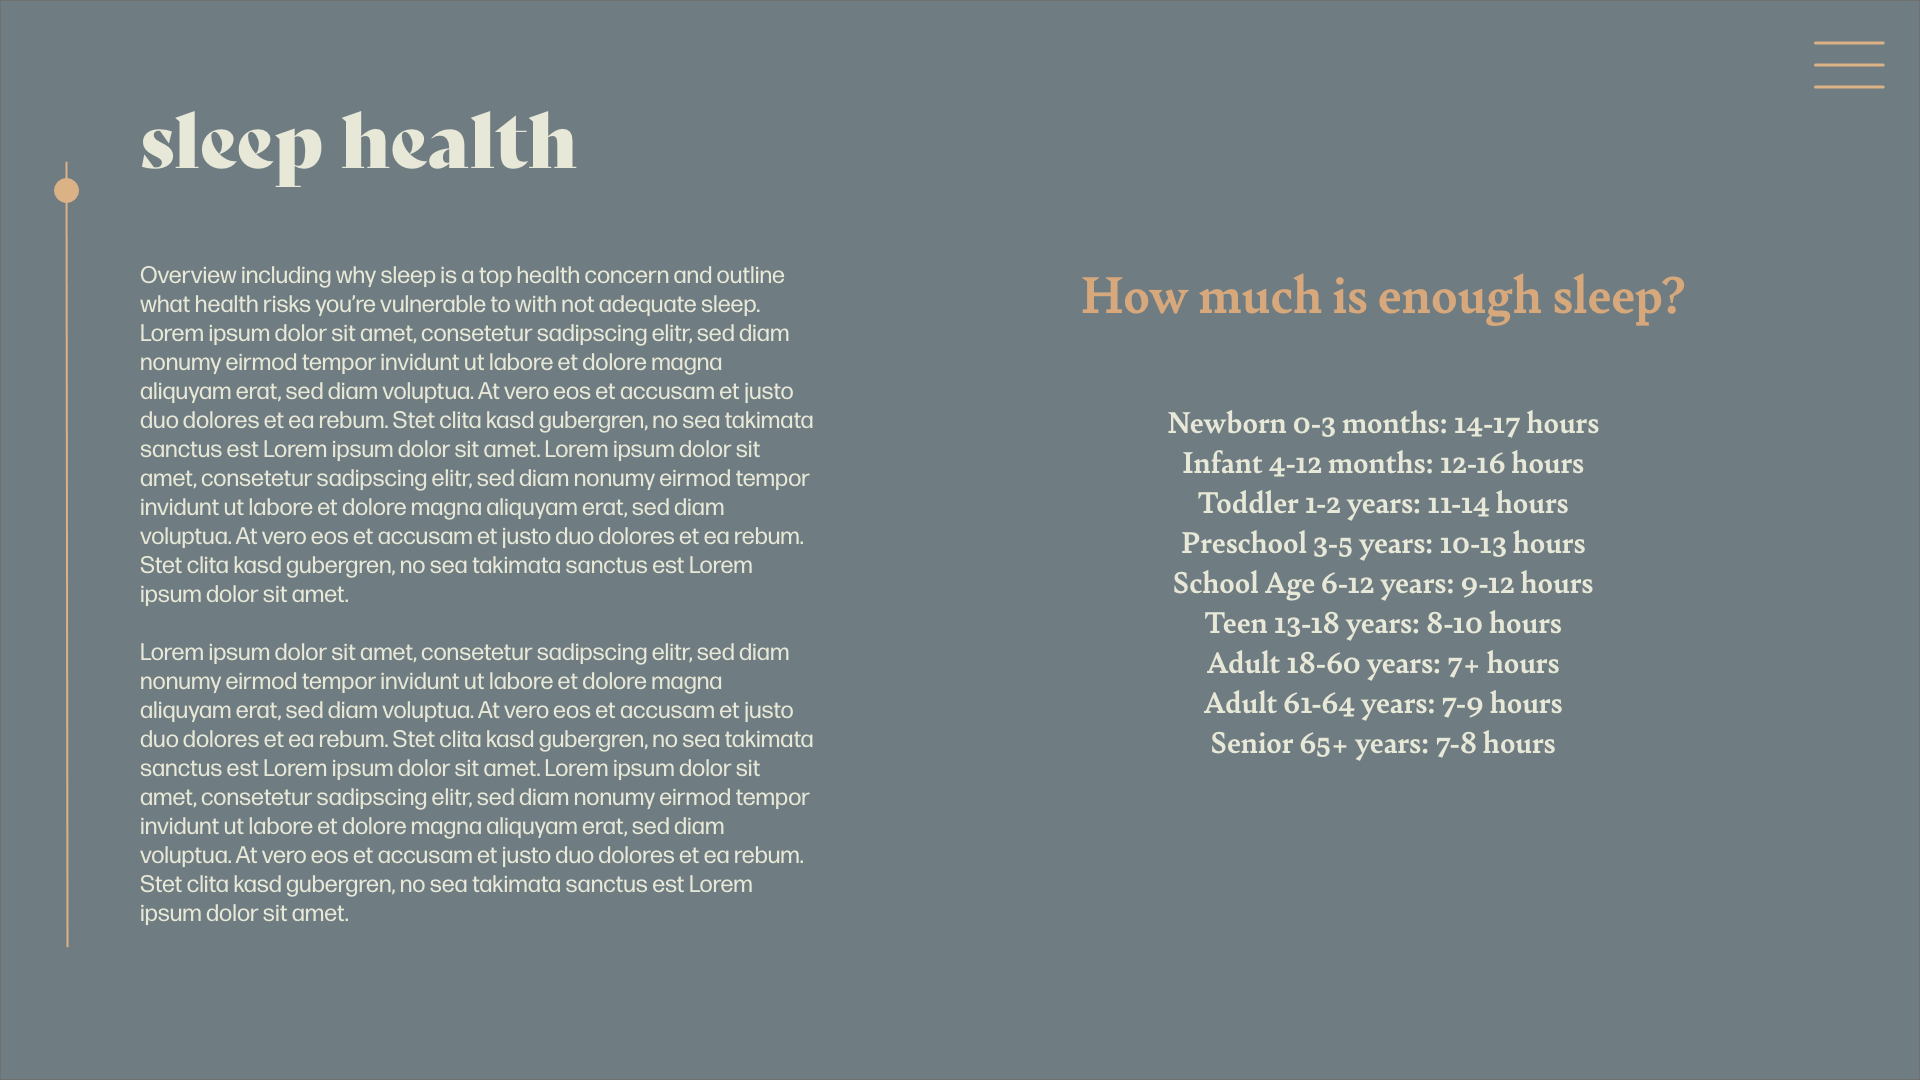 sleep health
Overview including why sleep is a top health concern and outline
what health risks you’re vulnerable to with not adequate sleep.
Lorem ipsum dolor sit amet, consetetur sadipscing elitr, sed diam
nonumy eirmod tempor invidunt ut labore et dolore magna
aliquyam erat, sed diam voluptua. At vero eos et accusam et justo
duo dolores et ea rebum. Stet clita kasd gubergren, no sea takimata
sanctus est Lorem ipsum dolor sit amet. Lorem ipsum dolor sit
amet, consetetur sadipscing elitr, sed diam nonumy eirmod tempor
invidunt ut labore et dolore magna aliquyam erat, sed diam
voluptua. At vero eos et accusam et justo duo dolores et ea rebum.
Stet clita kasd gubergren, no sea takimata sanctus est Lorem
ipsum dolor sit amet.
Lorem ipsum dolor sit amet, consetetur sadipscing elitr, sed diam
nonumy eirmod tempor invidunt ut labore et dolore magna
aliquyam erat, sed diam voluptua. At vero eos et accusam et justo
duo dolores et ea rebum. Stet clita kasd gubergren, no sea takimata
sanctus est Lorem ipsum dolor sit amet. Lorem ipsum dolor sit
amet, consetetur sadipscing elitr, sed diam nonumy eirmod tempor
invidunt ut labore et dolore magna aliquyam erat, sed diam
voluptua. At vero eos et accusam et justo duo dolores et ea rebum.
Stet clita kasd gubergren, no sea takimata sanctus est Lorem
ipsum dolor sit amet.
How much is enough sleep?
Newborn 0-3 months: 14-17 hours
Infant 4-12 months: 12-16 hours
Toddler 1-2 years: 11-14 hours
Preschool 3-5 years: 10-13 hours
School Age 6-12 years: 9-12 hours
Teen 13-18 years: 8-10 hours
Adult 18-60 years: 7+ hours
Adult 61-64 years: 7-9 hours
Senior 65+ years: 7-8 hours